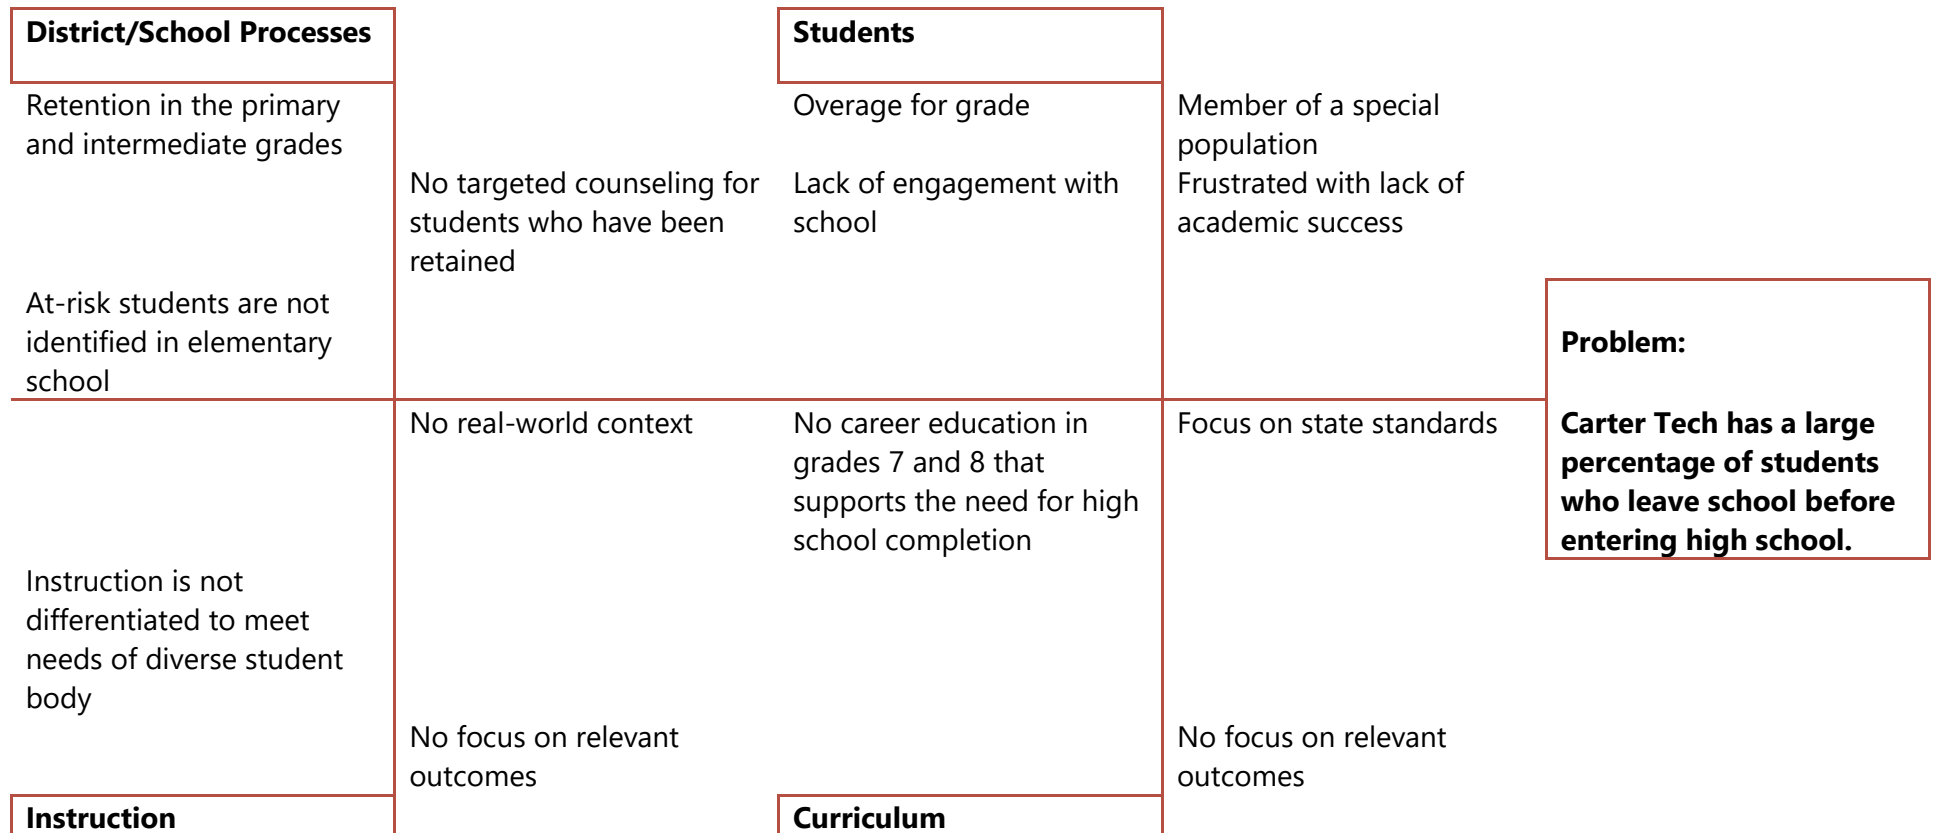 District/School Processes
Students
Retention in the primary
and intermediate grades
Overage for grade
Member of a special
population
No targeted counseling for
students who have been
retained
Lack of engagement with
school
Frustrated with lack of
academic success
At-risk students are not
identified in elementary
school
Problem:
Carter Tech has a large
percentage of students
who leave school before
entering high school.
No real-world context
No career education in
grades 7 and 8 that
supports the need for high
school completion
Focus on state standards
Instruction is not
differentiated to meet
needs of diverse student
body
No focus on relevant
outcomes
No focus on relevant
outcomes
Instruction
Curriculum